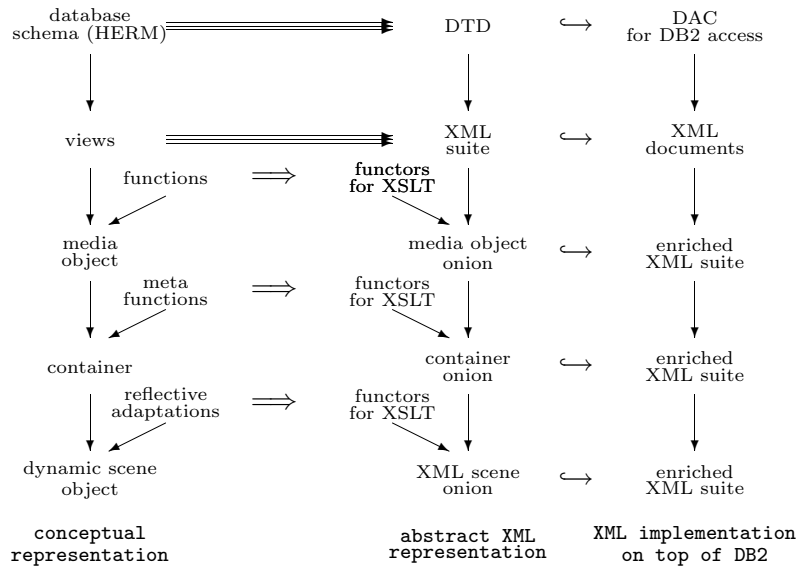 database
schema (HERM)
DTD
DAC
for DB2 access
views
XML
suite
XML
documents
functions
functors
for XSLT
media
object
media object
onion
enriched
XML suite
meta
functions
functors
for XSLT
container
container
onion
enriched
XML suite
reflective
adaptations
functors
for XSLT
dynamic scene
object
XML scene
onion
enriched
XML suite
conceptual
representation
abstract XML
representation
XML implementation
on top of DB2